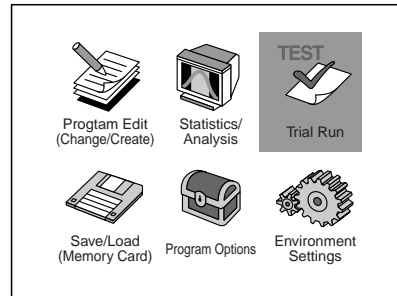 TEST
Progtam Edit
(Change/Create)
Statistics/
Analysis
Trial Run
Save/Load
(Memory Card)
Program Options
Environment
Settings